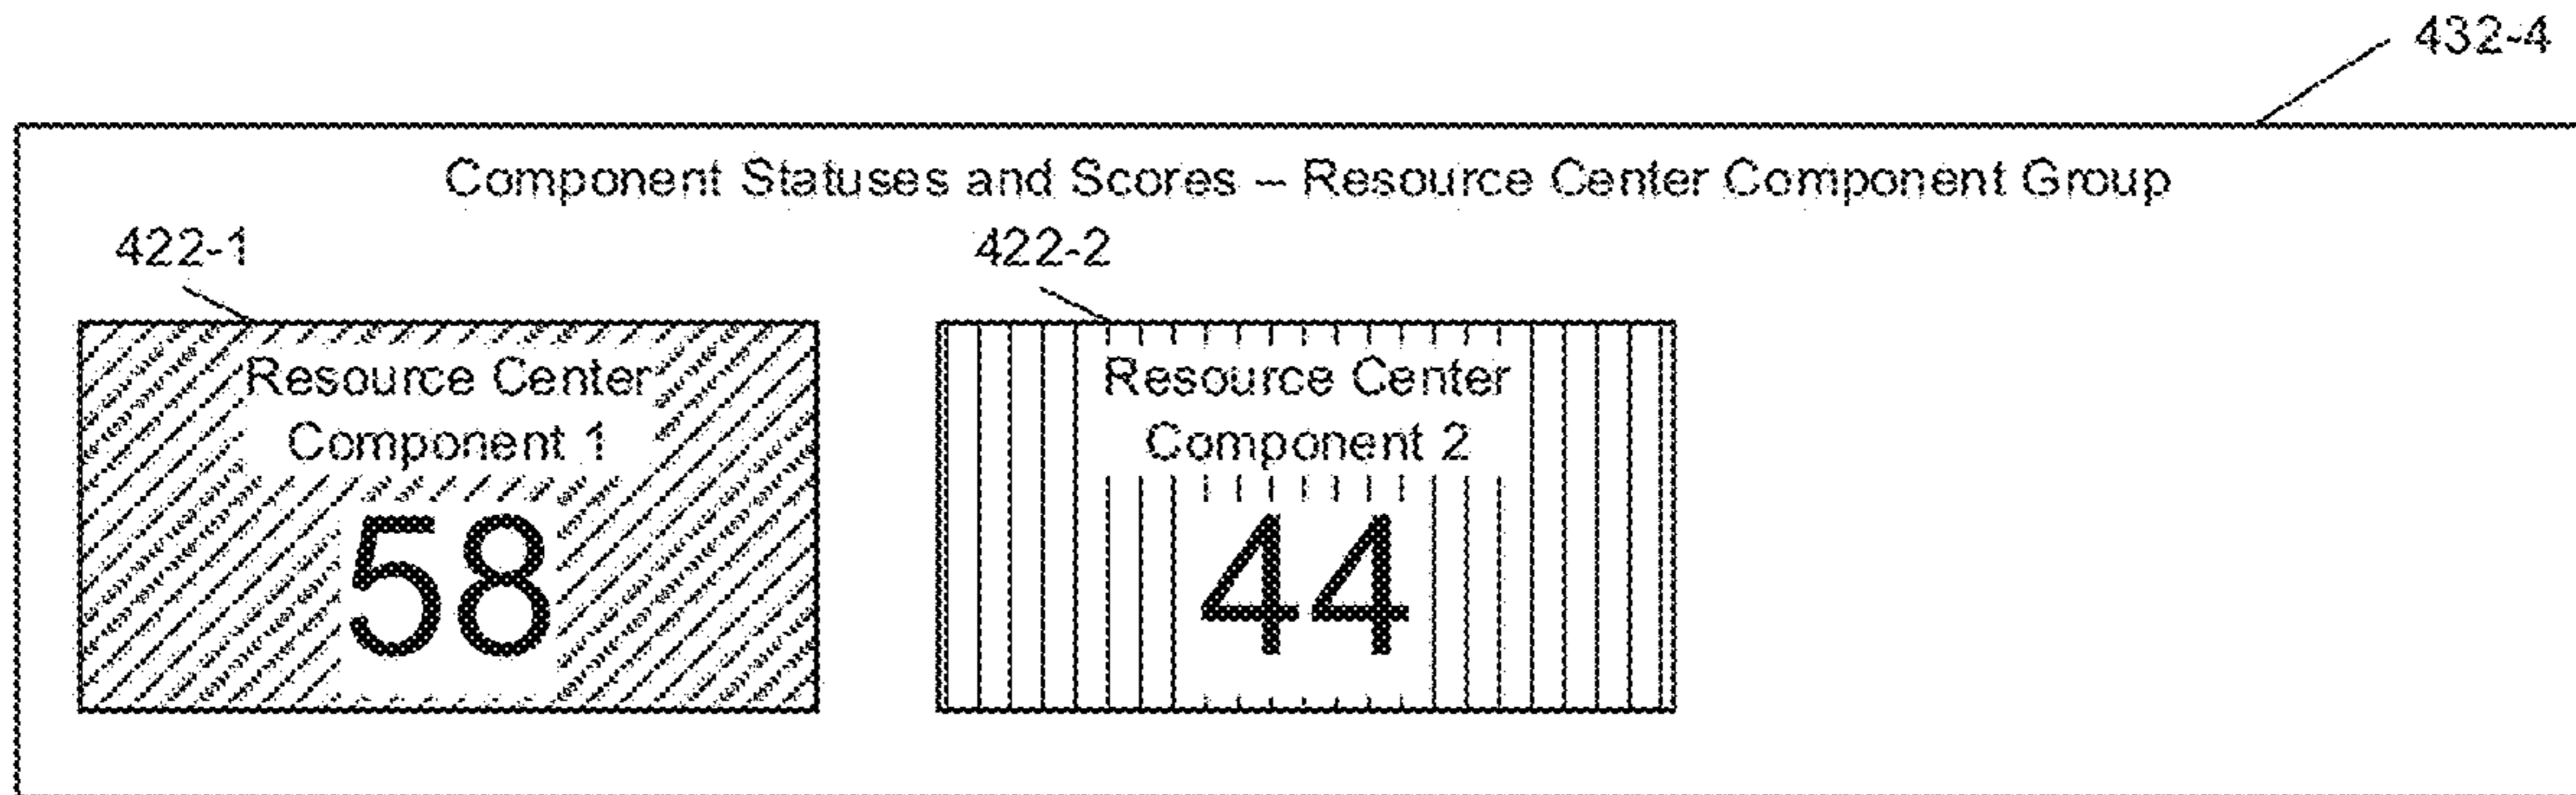 432-4
Component Statuses and Scores – Resource Center Component Group
422-1
422-2
Resource Center
Component 1
58
Resource Center
Component 2
44